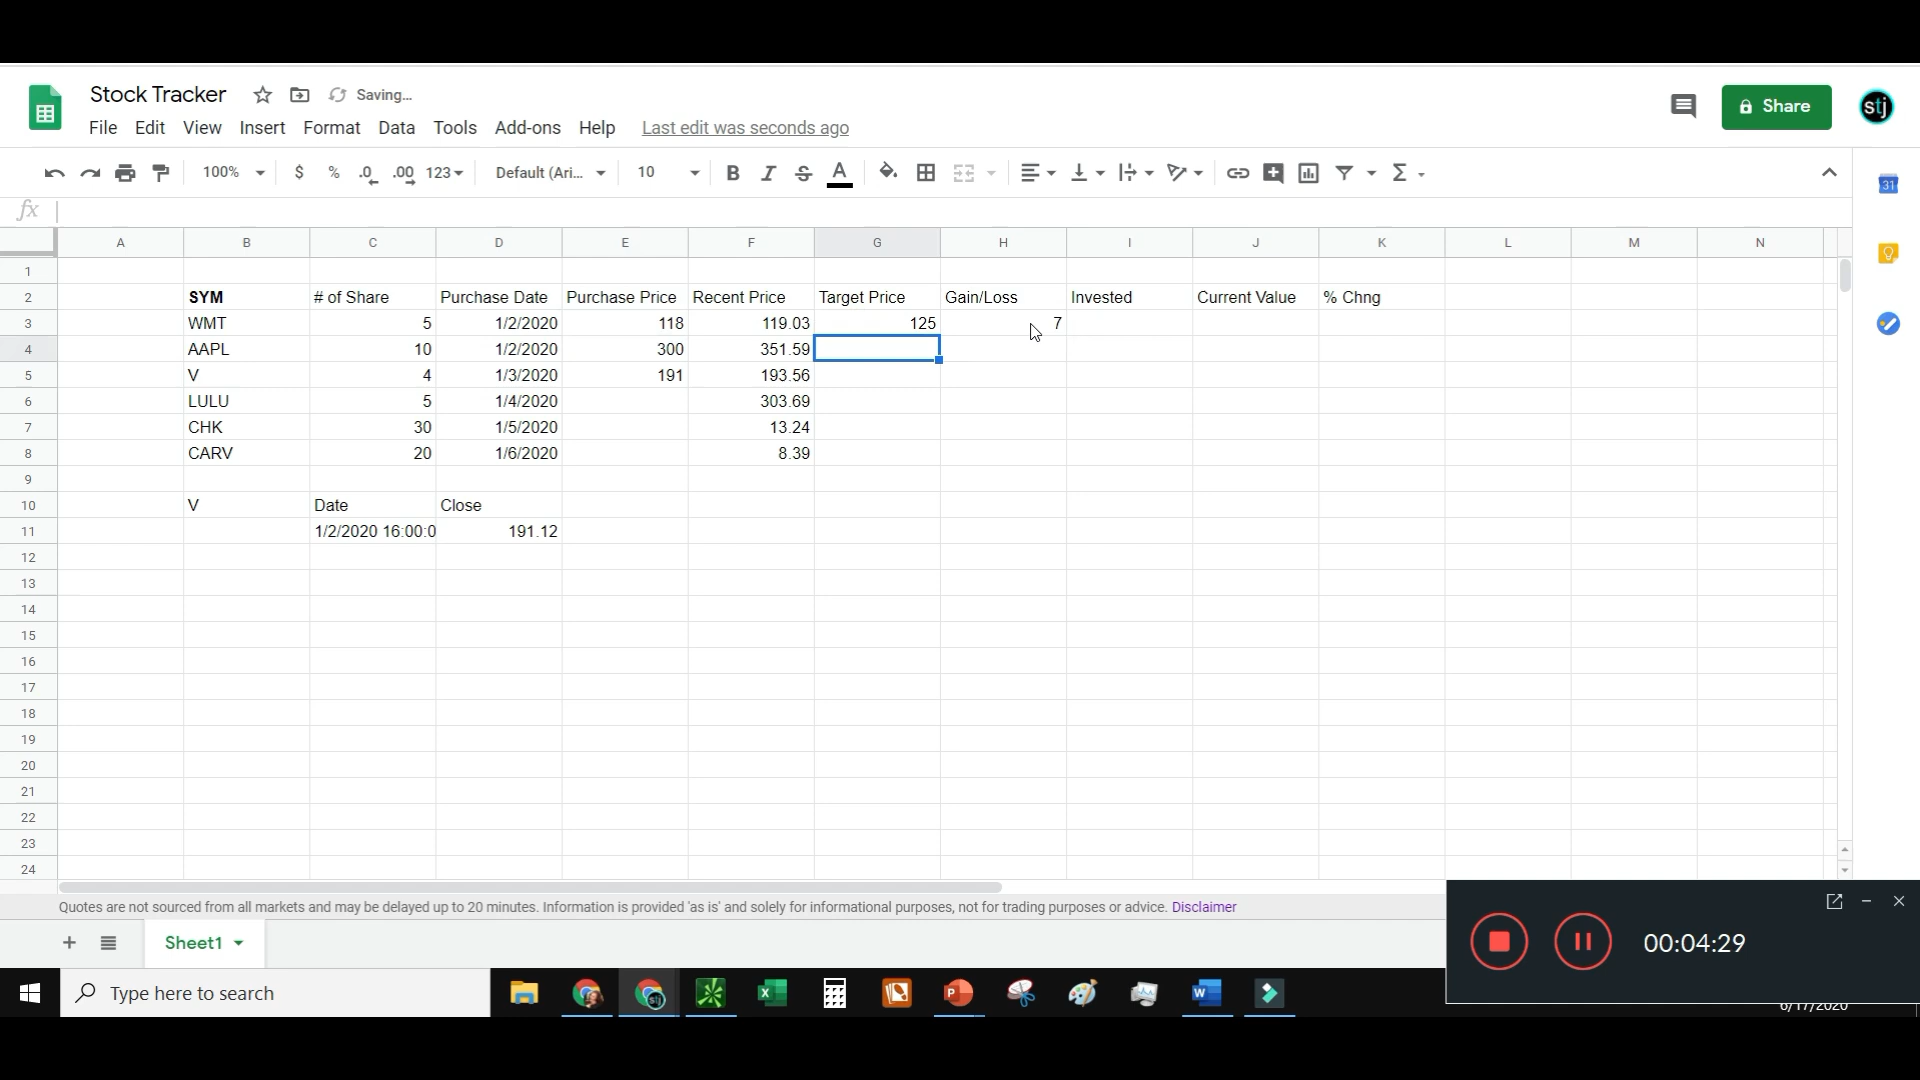 Stock Tracker Saving...
File Edit View Insert Format Data Tools Add-ons Help Last edit was seconds ago
Share stj
100% $ % .0 .00 123 Default (Ari... 10 B I S A Σ
31
fx
A B C D E F G H I J K L M N
1
2 SYM # of Share Purchase Date Purchase Price Recent Price Target Price Gain/Loss Invested Current Value % Chng
3 WMT 5 1/2/2020 118 119.03 125 7
4 AAPL 10 1/2/2020 300 351.59
5 V 4 1/3/2020 191 193.56
6 LULU 5 1/4/2020 303.69
7 CHK 30 1/5/2020 13.24
8 CARV 20 1/6/2020 8.39
9
10 V Date Close
11 1/2/2020 16:00:0 191.12
12
13
14
15
16
17
18
19
20
21
22
23
24
Quotes are not sourced from all markets and may be delayed up to 20 minutes. Information is provided 'as is' and solely for informational purposes, not for trading purposes or advice. Disclaimer
+ Sheet1
00:04:29
Type here to search
6/17/2020